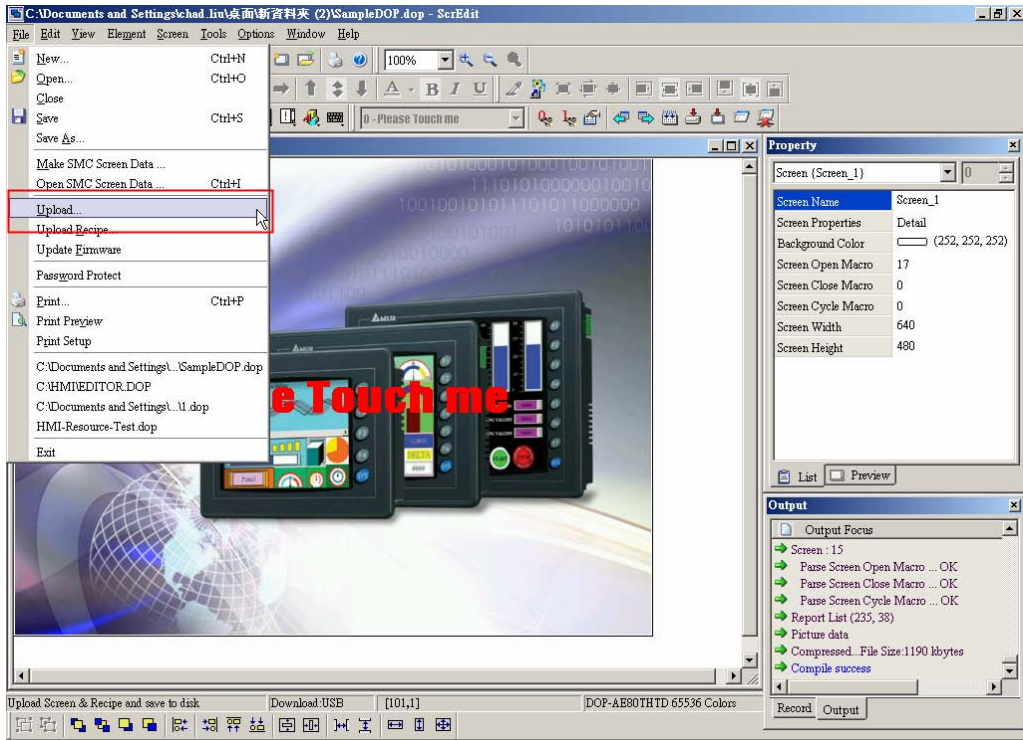 C:\Documents and Settings\chad.liu\桌面\新資料夾 (2)\SampleDOP.dop - ScrEdit
File Edit View Element Screen Tools Options Window Help
New... Ctrl+N
Open... Ctrl+O
Close
Save Ctrl+S
Save As...
Make SMC Screen Data ...
Open SMC Screen Data ... Ctrl+I
Upload...
Upload Recipe...
Update Firmware
Password Protect
Print... Ctrl+P
Print Preview
Print Setup
C:\Documents and Settings\...\SampleDOP.dop
C:\HMI\EDITOR.DOP
C:\Documents and Settings\...\1.dop
HMI-Resource-Test.dop
Exit
100%
A B I U
0 - Please Touch me
e Touch me
Property
Screen {Screen_1} 0
Screen Name Screen_1
Screen Properties Detail
Background Color (252, 252, 252)
Screen Open Macro 17
Screen Close Macro 0
Screen Cycle Macro 0
Screen Width 640
Screen Height 480
List Preview
Output
Output Focus
Screen : 15
Parse Screen Open Macro ... OK
Parse Screen Close Macro ... OK
Parse Screen Cycle Macro ... OK
Report List (235, 38)
Picture data
Compressed...File Size:1190 kbytes
Compile success
Record Output
Upload Screen & Recipe and save to disk Download:USB [101,1] DOP-AE80THTD 65536 Colors